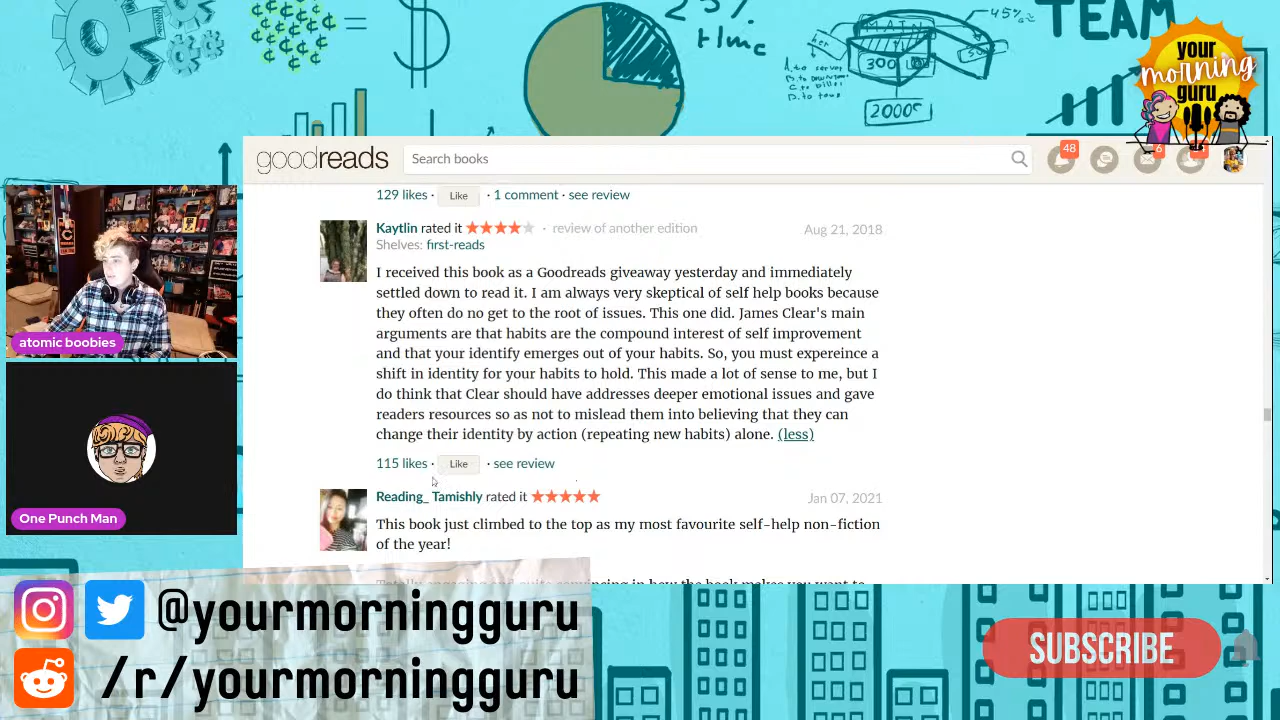 25%
time
45%
TEAM
MATH
300
2000$
your
morning
guru
goodreads
Search books
48
6
129 likes · Like · 1 comment · see review
Kaytlin rated it · review of another edition
Aug 21, 2018
Shelves: first-reads
I received this book as a Goodreads giveaway yesterday and immediately
settled down to read it. I am always very skeptical of self help books because
they often do no get to the root of issues. This one did. James Clear's main
arguments are that habits are the compound interest of self improvement
and that your identify emerges out of your habits. So, you must expereince a
shift in identity for your habits to hold. This made a lot of sense to me, but I
do think that Clear should have addresses deeper emotional issues and gave
readers resources so as not to mislead them into believing that they can
change their identity by action (repeating new habits) alone. (less)
115 likes · Like · see review
Reading_ Tamishly rated it
Jan 07, 2021
This book just climbed to the top as my most favourite self-help non-fiction
of the year!
atomic boobies
One Punch Man
@yourmorningguru
/r/yourmorningguru
SUBSCRIBE